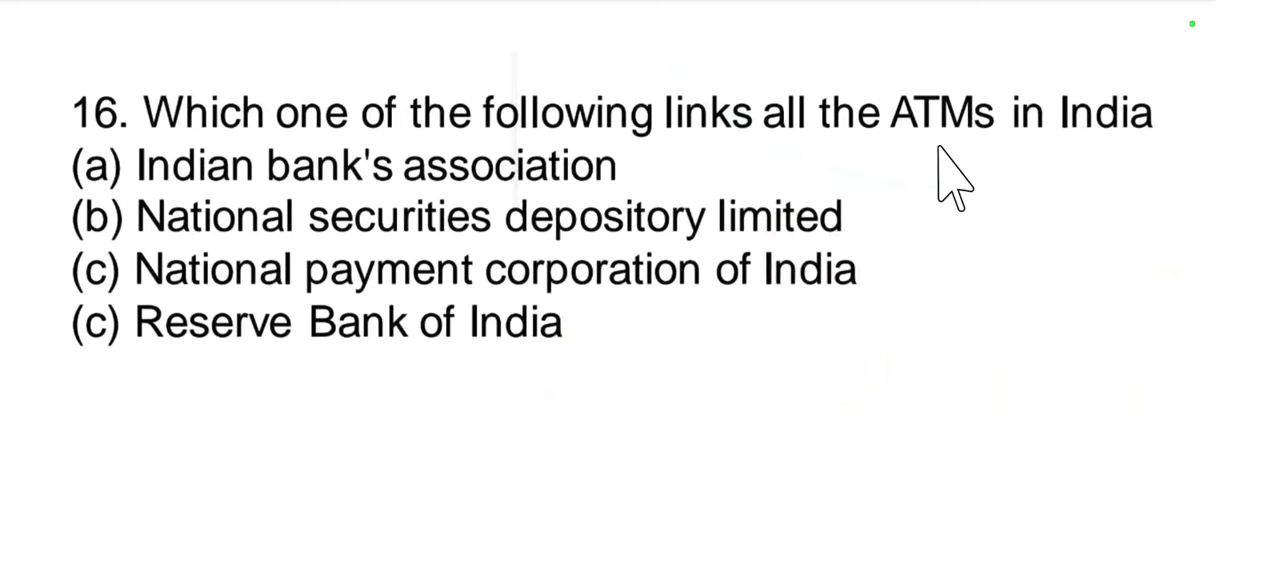 16. Which one of the following links all the ATMs in India
(a) Indian bank's association
(b) National securities depository limited
(c) National payment corporation of India
(c) Reserve Bank of India